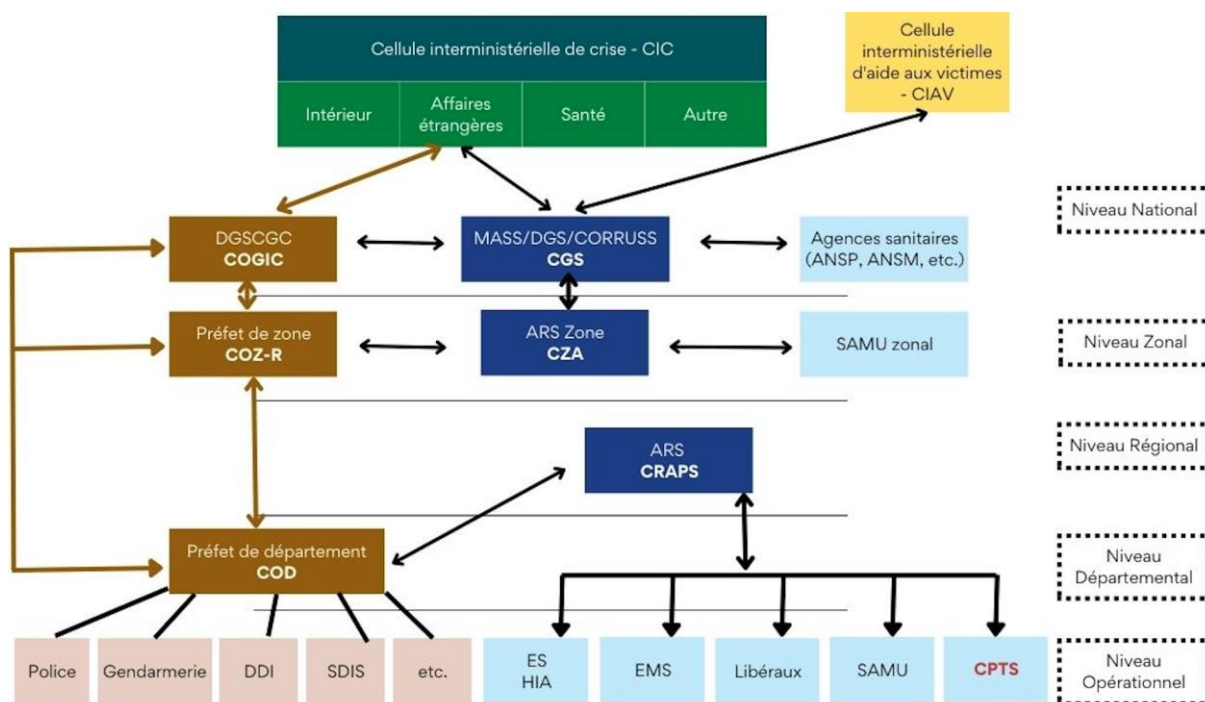 Cellule interministérielle de crise - CIC
Intérieur
Affaires
étrangères
Santé
Autre
Cellule
interministérielle
d'aide aux victimes
- CIAV
DGSCGC
COGIC
MASS/DGS/CORRUSS
CGS
Agences sanitaires
(ANSP, ANSM, etc.)
Niveau National
Préfet de zone
COZ-R
ARS Zone
CZA
SAMU zonal
Niveau Zonal
ARS
CRAPS
Niveau Régional
Préfet de département
COD
Niveau
Départemental
Police
Gendarmerie
DDI
SDIS
etc.
ES
HIA
EMS
Libéraux
SAMU
CPTS
Niveau
Opérationnel